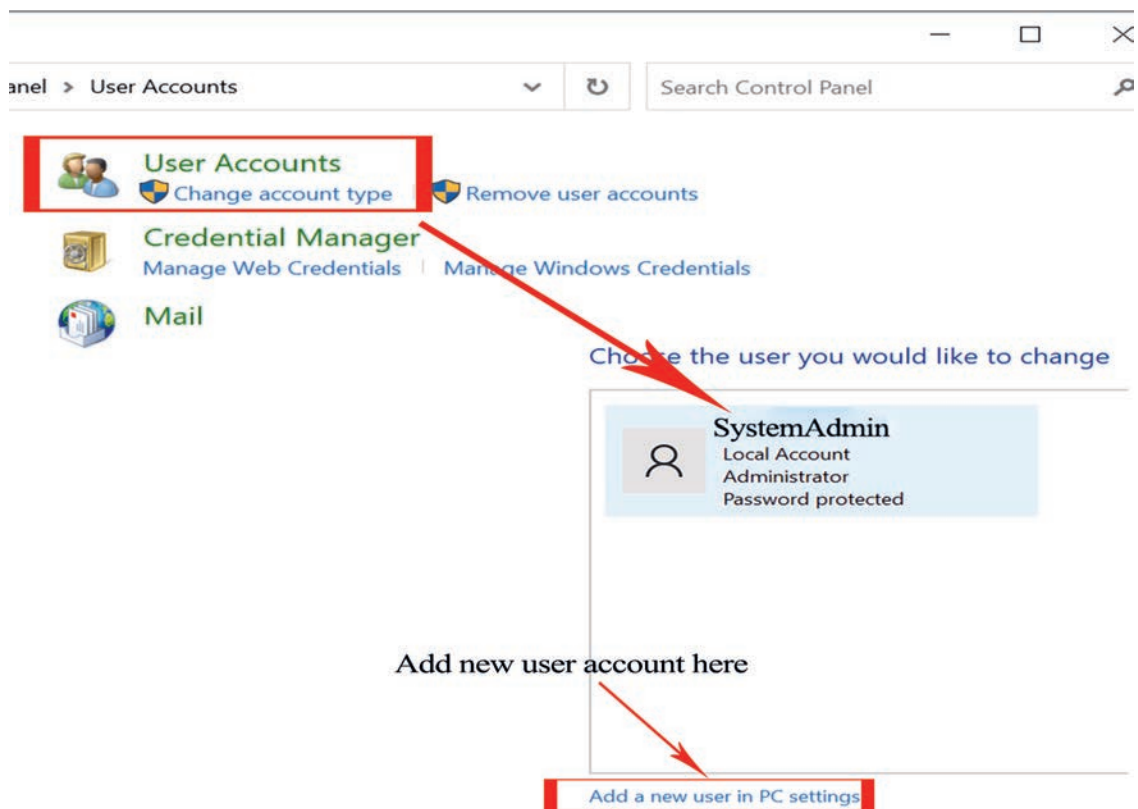 anel > User Accounts
Search Control Panel
User Accounts
Change account type
Remove user accounts
Credential Manager
Manage Web Credentials
Manage Windows Credentials
Mail
Choose the user you would like to change
SystemAdmin
Local Account
Administrator
Password protected
Add new user account here
Add a new user in PC settings